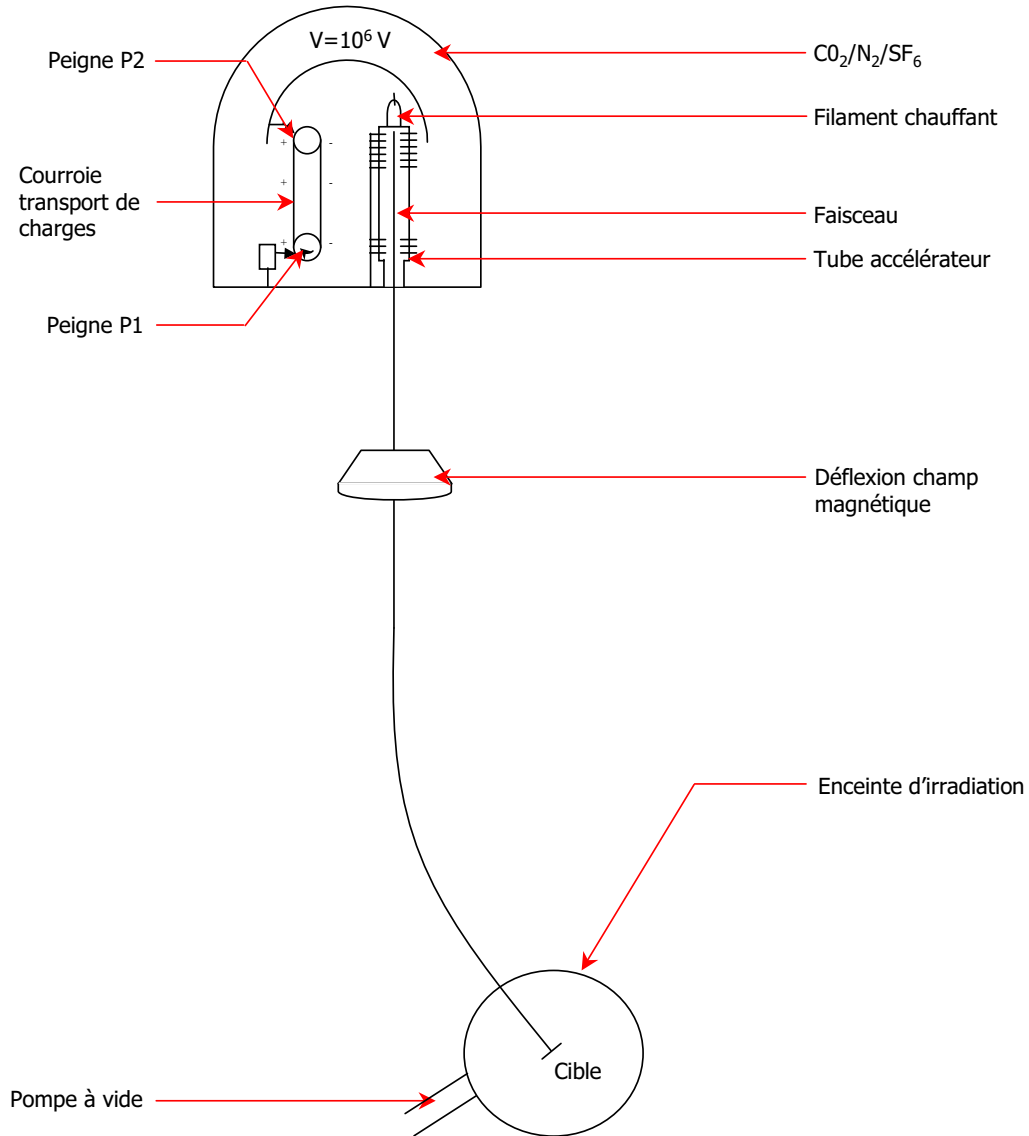 V=10⁶ V
Peigne P2
C0₂/N₂/SF₆
Filament chauffant
+ -
Courroie
transport de
charges
+ -
Faisceau
+ -
Tube accélérateur
Peigne P1
Déflexion champ
magnétique
Enceinte d’irradiation
Cible
Pompe à vide